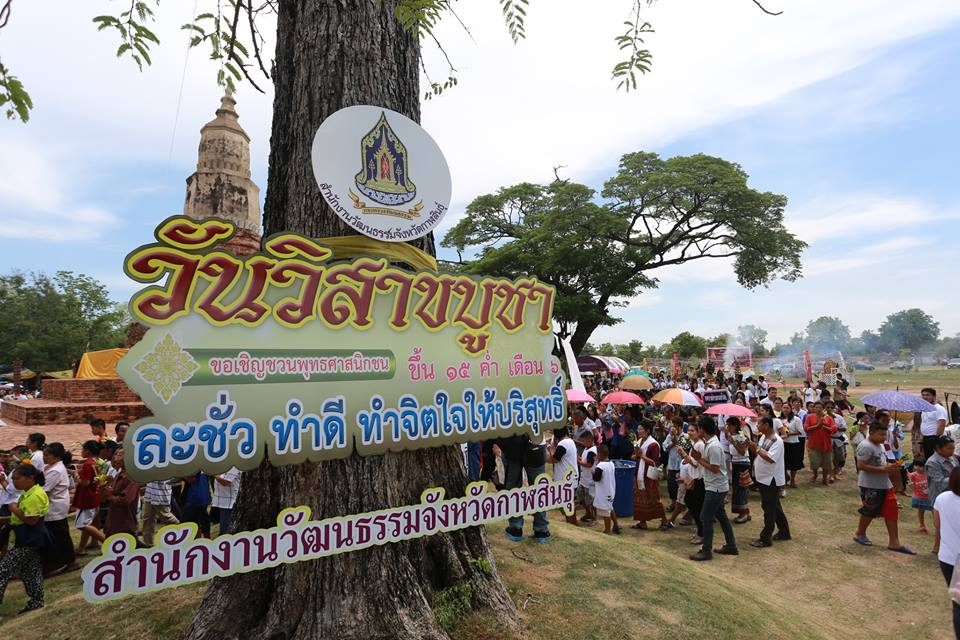 สำนักงานวัฒนธรรมจังหวัดกาฬสินธุ์
วันวิสาขบูชา
ขอเชิญชวนพุทธศาสนิกชน
ขึ้น ๑๕ ค่ำ เดือน ๖
ละชั่ว ทำดี ทำจิตใจให้บริสุทธิ์
สำนักงานวัฒนธรรมจังหวัดกาฬสินธุ์